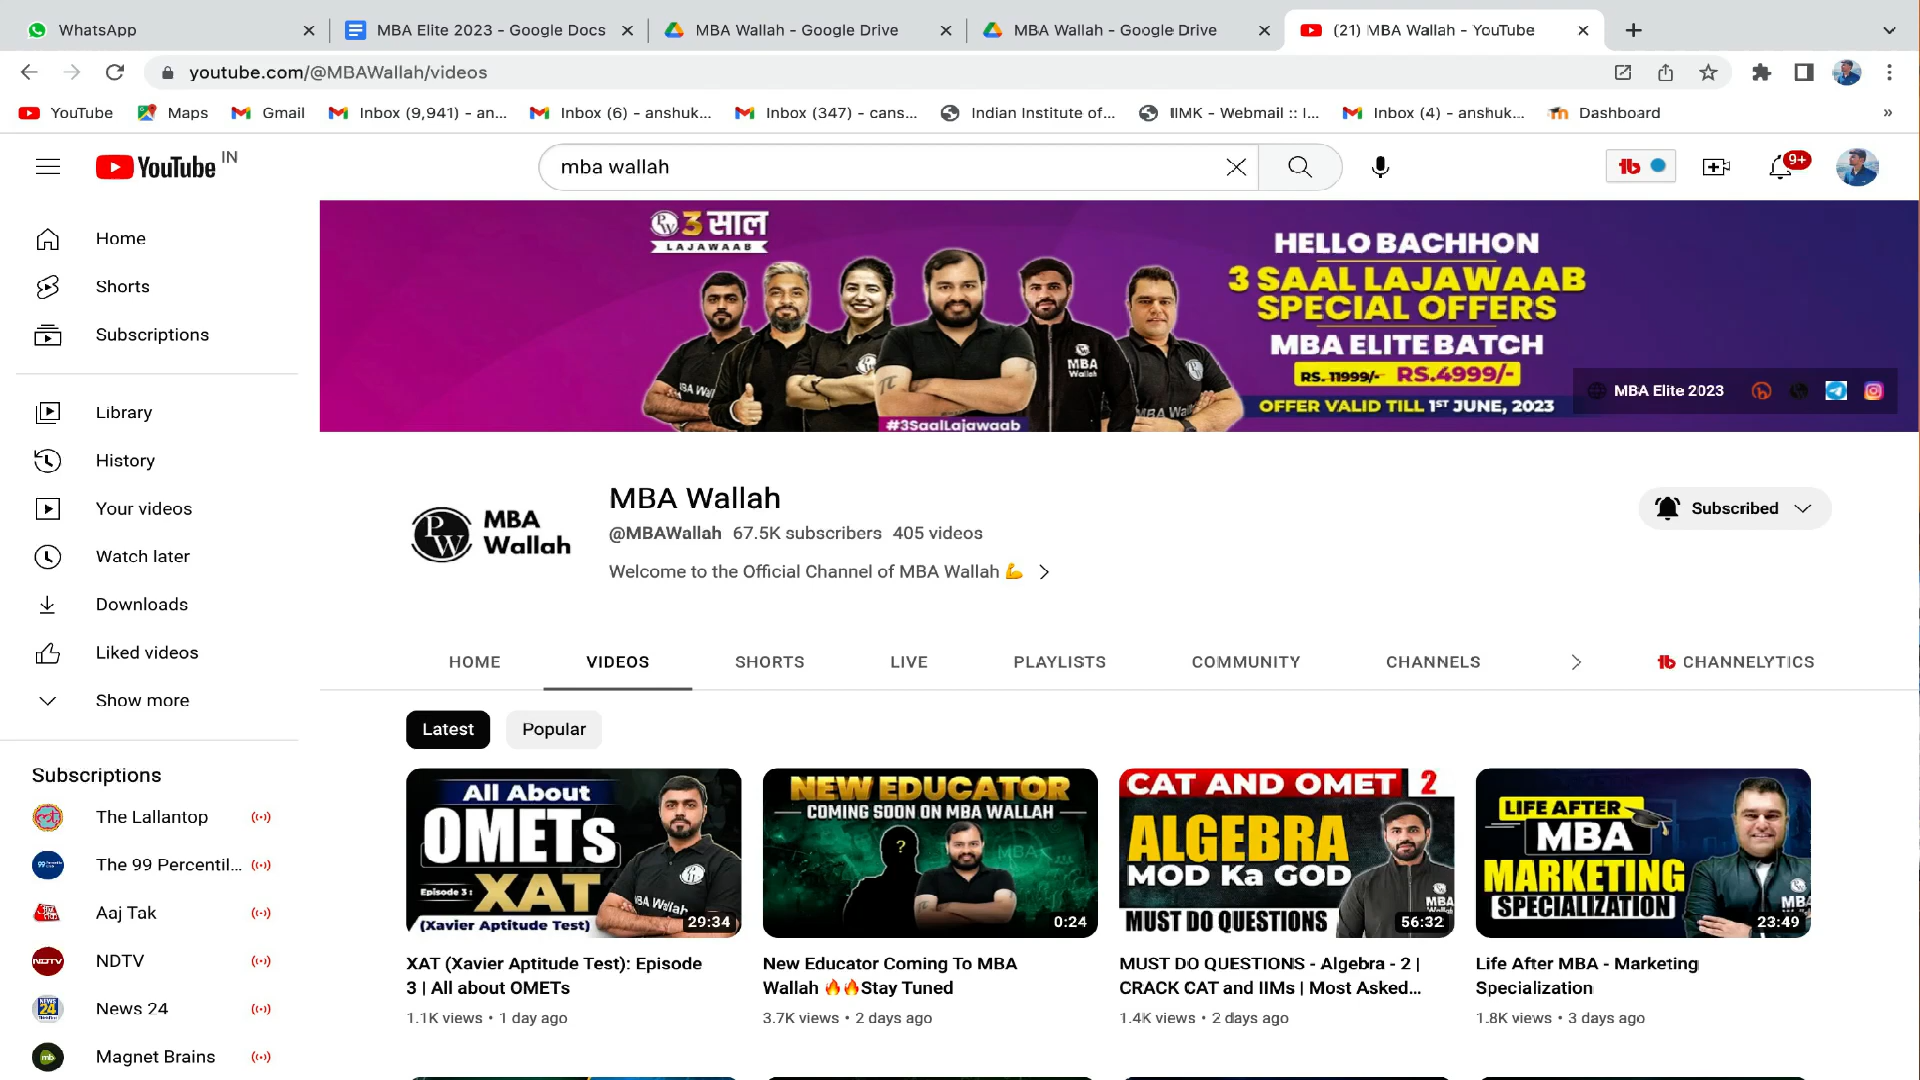 WhatsApp
MBA Elite 2023 - Google Docs
MBA Wallah - Google Drive
MBA Wallah - Google Drive
(21) MBA Wallah - YouTube
youtube.com/@MBAWallah/videos
YouTube
Maps
Gmail
Inbox (9,941) - an...
Inbox (6) - anshuk...
Inbox (347) - cans...
Indian Institute of...
IIMK - Webmail :: I...
Inbox (4) - anshuk...
Dashboard
»
YouTube IN
mba wallah
9+
Home
Shorts
Subscriptions
Library
History
Your videos
Watch later
Downloads
Liked videos
Show more
Subscriptions
The Lallantop
The 99 Percentil...
Aaj Tak
NDTV
News 24
Magnet Brains
PW 3 साल
LAJAWAAB
MBA
Wallah
#3SaalLajawaab
HELLO BACHHON
3 SAAL LAJAWAAB
SPECIAL OFFERS
MBA ELITE BATCH
RS. 11999/- RS.4999/-
OFFER VALID TILL 1ST JUNE, 2023
MBA Elite 2023
PW MBA
Wallah
MBA Wallah
@MBAWallah 67.5K subscribers 405 videos
Welcome to the Official Channel of MBA Wallah 💪
Subscribed
HOME
VIDEOS
SHORTS
LIVE
PLAYLISTS
COMMUNITY
CHANNELS
CHANNELYTICS
Latest
Popular
All About
OMETs
Episode 3 :
XAT
(Xavier Aptitude Test)
29:34
XAT (Xavier Aptitude Test): Episode
3 | All about OMETs
1.1K views • 1 day ago
NEW EDUCATOR
COMING SOON ON MBA WALLAH
?
0:24
New Educator Coming To MBA
Wallah 🔥🔥Stay Tuned
3.7K views • 2 days ago
CAT AND OMET 2
ALGEBRA
MOD Ka GOD
MUST DO QUESTIONS
56:32
MUST DO QUESTIONS - Algebra - 2 |
CRACK CAT and IIMs | Most Asked...
1.4K views • 2 days ago
LIFE AFTER
MBA
MARKETING
SPECIALIZATION
23:49
Life After MBA - Marketing
Specialization
1.8K views • 3 days ago